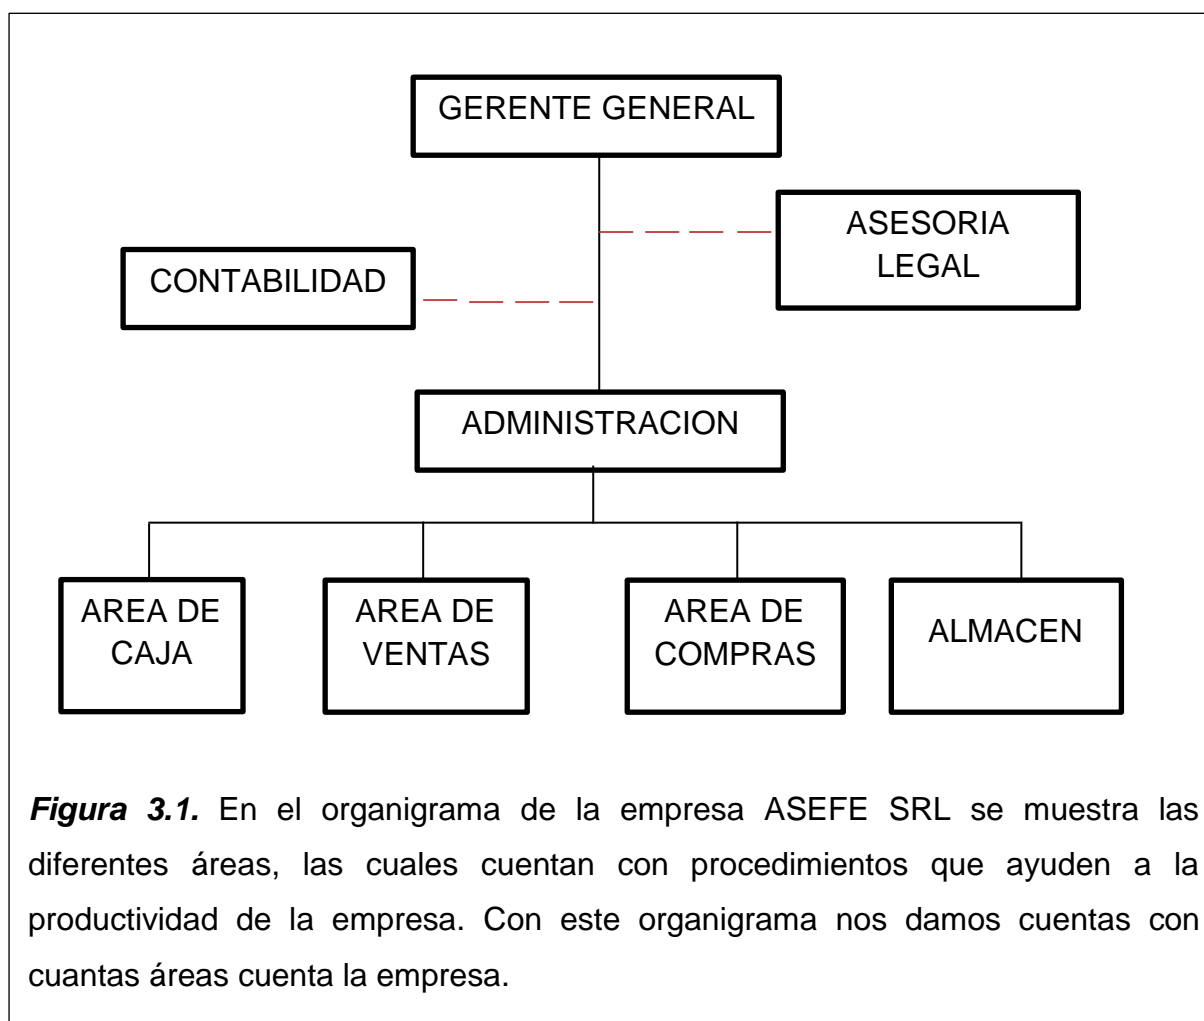 GERENTE GENERAL
ASESORIA
LEGAL
CONTABILIDAD
ADMINISTRACION
AREA DE
CAJA
AREA DE
VENTAS
AREA DE
COMPRAS
ALMACEN
Figura 3.1. En el organigrama de la empresa ASEFE SRL se muestra las
diferentes áreas, las cuales cuentan con procedimientos que ayuden a la
productividad de la empresa. Con este organigrama nos damos cuentas con
cuantas áreas cuenta la empresa.